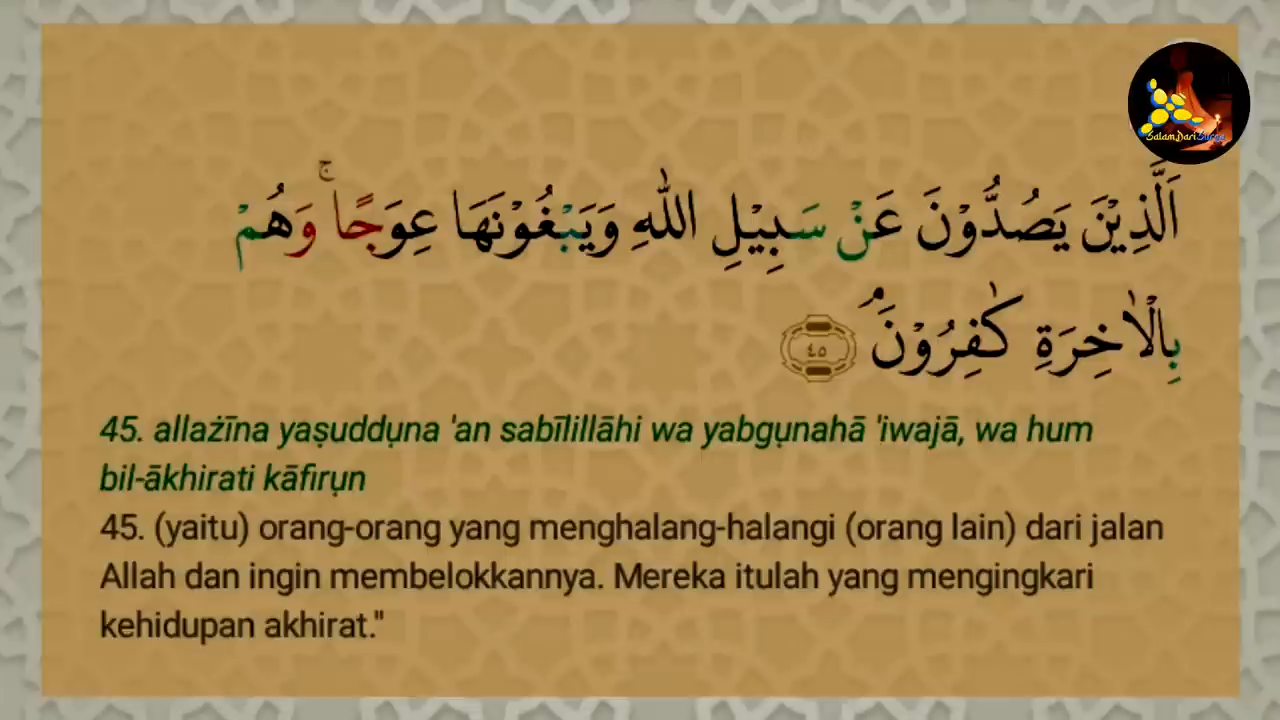 SalamDariSurga
اَلَّذِيْنَ يَصُدُّوْنَ عَنْ سَبِيْلِ اللّٰهِ وَيَبْغُوْنَهَا عِوَجًاۚ وَهُمْ
بِالْاٰخِرَةِ كٰفِرُوْنَۘ ٤٥
45. allażīna yaṣuddụna 'an sabīlillāhi wa yabgụnahā 'iwajā, wa hum
bil-ākhirati kāfirụn
45. (yaitu) orang-orang yang menghalang-halangi (orang lain) dari jalan
Allah dan ingin membelokkannya. Mereka itulah yang mengingkari
kehidupan akhirat."